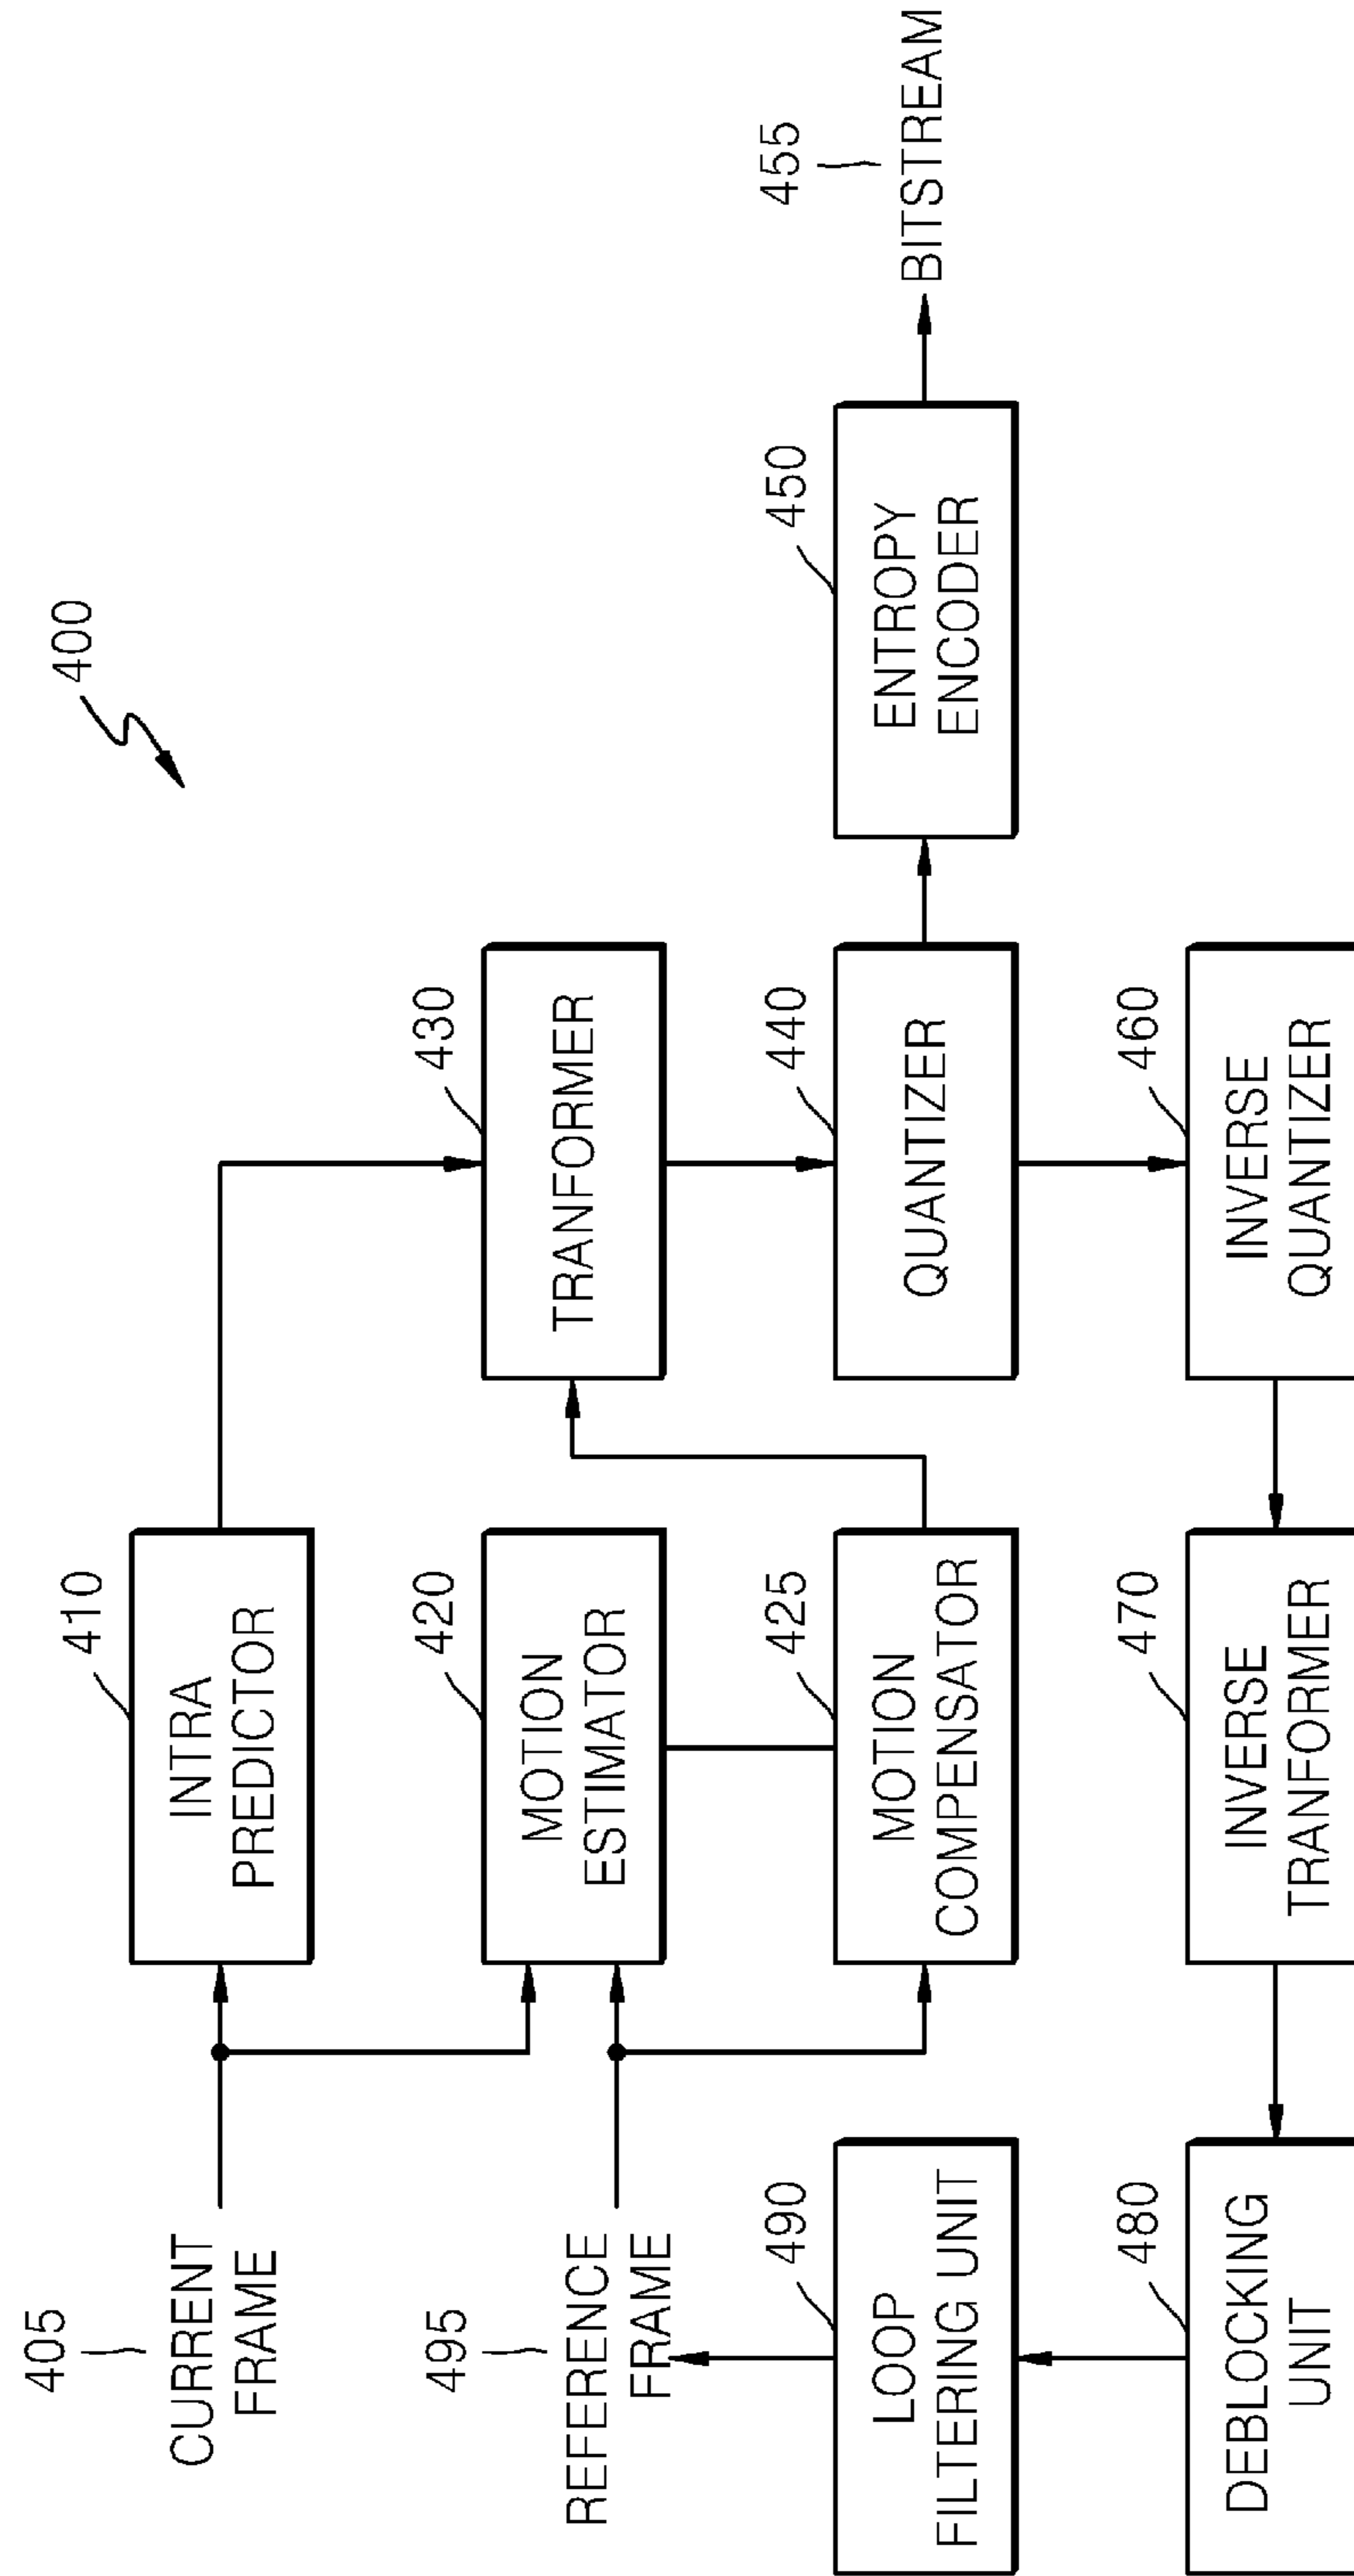 400
405
CURRENT
FRAME
410
INTRA
PREDICTOR
495
REFERENCE
FRAME
420
MOTION
ESTIMATOR
430
TRANFORMER
490
LOOP
FILTERING UNIT
425
MOTION
COMPENSATOR
440
QUANTIZER
450
ENTROPY
ENCODER
455
BITSTREAM
480
DEBLOCKING
UNIT
470
INVERSE
TRANFORMER
460
INVERSE
QUANTIZER